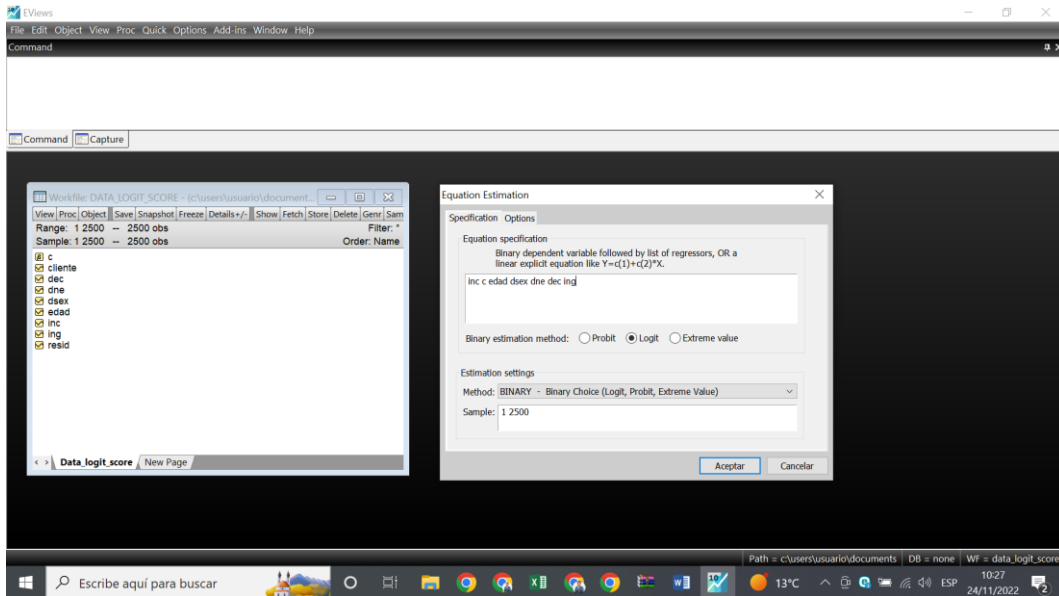 EViews
File Edit Object View Proc Quick Options Add-ins Window Help
Command
Command Capture
Workfile: DATA_LOGIT_SCORE - (c:\users\usuario\document...
View Proc Object Save Snapshot Freeze Details+/- Show Fetch Store Delete Genr Sam
Range: 1 2500 -- 2500 obs Filter: *
Sample: 1 2500 -- 2500 obs Order: Name
c
cliente
dec
dne
dsex
edad
inc
ing
resid
Data_logit_score New Page
Equation Estimation
Specification Options
Equation specification
Binary dependent variable followed by list of regressors, OR a
linear explicit equation like Y=c(1)+c(2)*X.
inc c edad dsex dne dec ing
Binary estimation method: Probit Logit Extreme value
Estimation settings
Method: BINARY - Binary Choice (Logit, Probit, Extreme Value)
Sample: 1 2500
Aceptar Cancelar
Path = c:\users\usuario\documents DB = none WF = data_logit_score
Escribe aquí para buscar
13°C ESP
10:27
24/11/2022